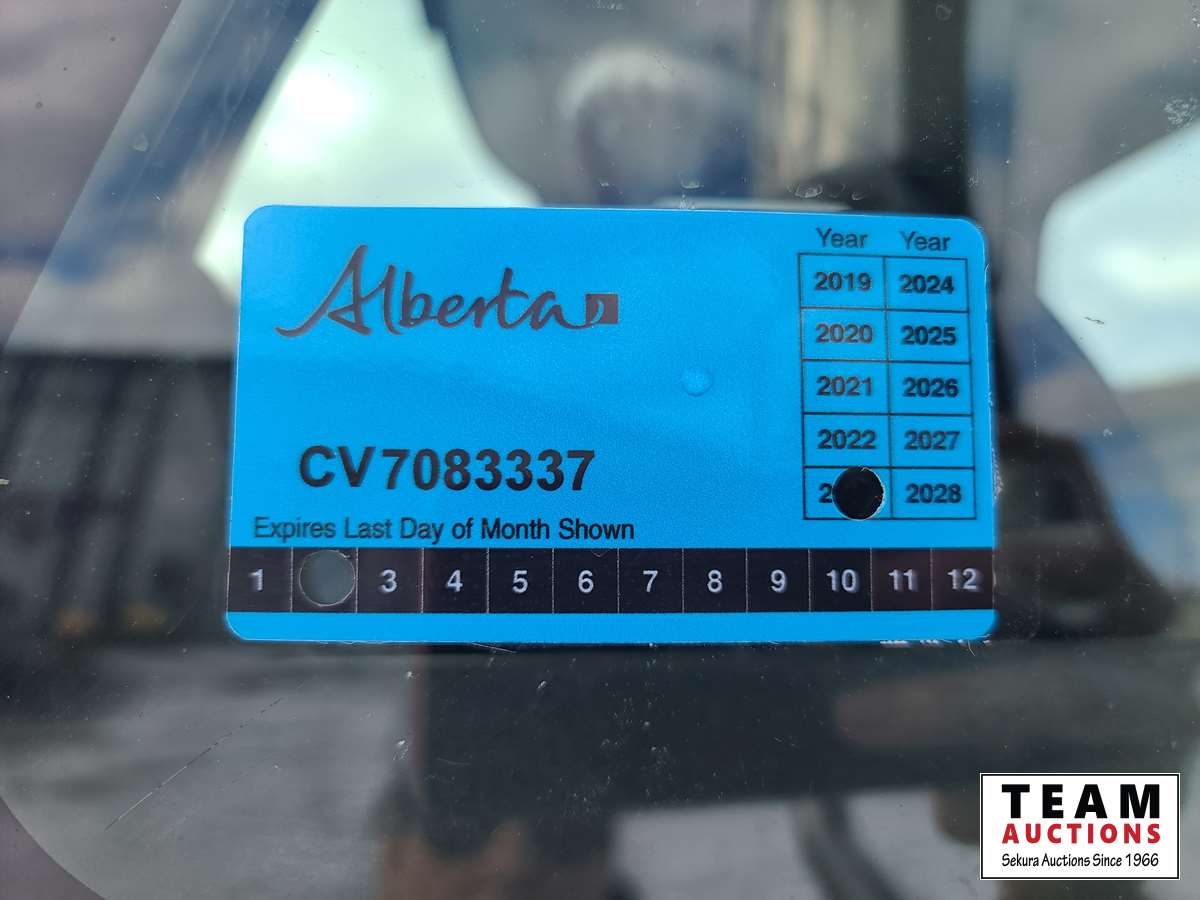 Alberta
Year Year
2019 2024
2020 2025
2021 2026
2022 2027
2 2028
CV7083337
Expires Last Day of Month Shown
1 3 4 5 6 7 8 9 10 11 12
TEAM
AUCTIONS
Sekura Auctions Since 1966